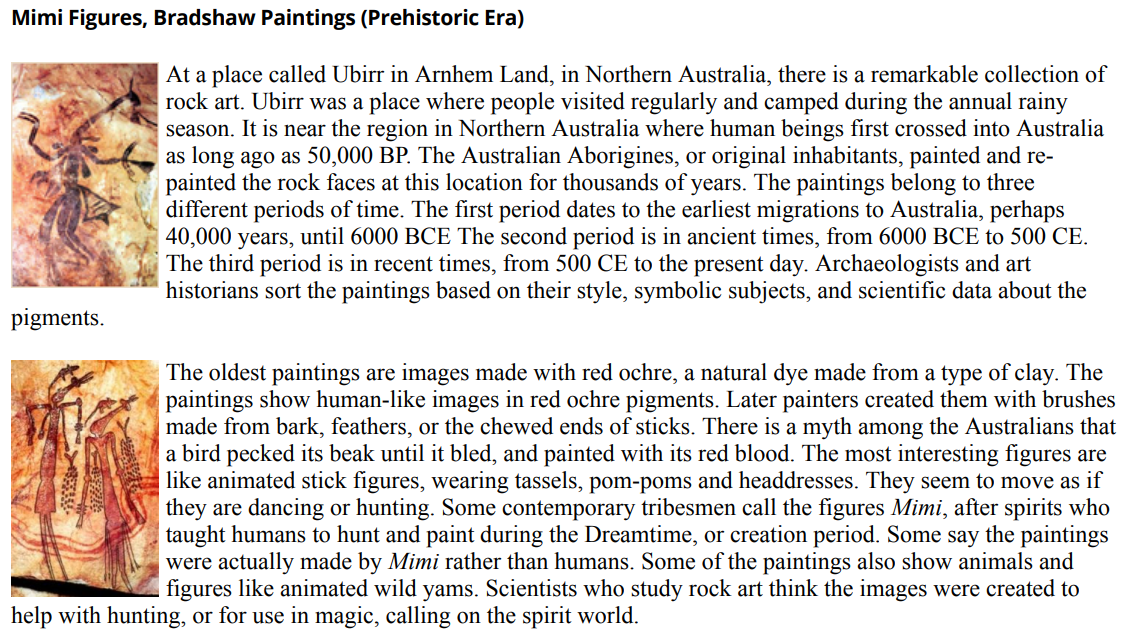 Mimi Figures, Bradshaw Paintings (Prehistoric Era)
At a place called Ubirr in Arnhem Land, in Northern Australia, there is a remarkable collection of
rock art. Ubirr was a place where people visited regularly and camped during the annual rainy
season. It is near the region in Northern Australia where human beings first crossed into Australia
as long ago as 50,000 BP. The Australian Aborigines, or original inhabitants, painted and re-
painted the rock faces at this location for thousands of years. The paintings belong to three
different periods of time. The first period dates to the earliest migrations to Australia, perhaps
40,000 years, until 6000 BCE The second period is in ancient times, from 6000 BCE to 500 CE.
The third period is in recent times, from 500 CE to the present day. Archaeologists and art
historians sort the paintings based on their style, symbolic subjects, and scientific data about the
pigments.
The oldest paintings are images made with red ochre, a natural dye made from a type of clay. The
paintings show human-like images in red ochre pigments. Later painters created them with brushes
made from bark, feathers, or the chewed ends of sticks. There is a myth among the Australians that
a bird pecked its beak until it bled, and painted with its red blood. The most interesting figures are
like animated stick figures, wearing tassels, pom-poms and headdresses. They seem to move as if
they are dancing or hunting. Some contemporary tribesmen call the figures Mimi, after spirits who
taught humans to hunt and paint during the Dreamtime, or creation period. Some say the paintings
were actually made by Mimi rather than humans. Some of the paintings also show animals and
figures like animated wild yams. Scientists who study rock art think the images were created to
help with hunting, or for use in magic, calling on the spirit world.